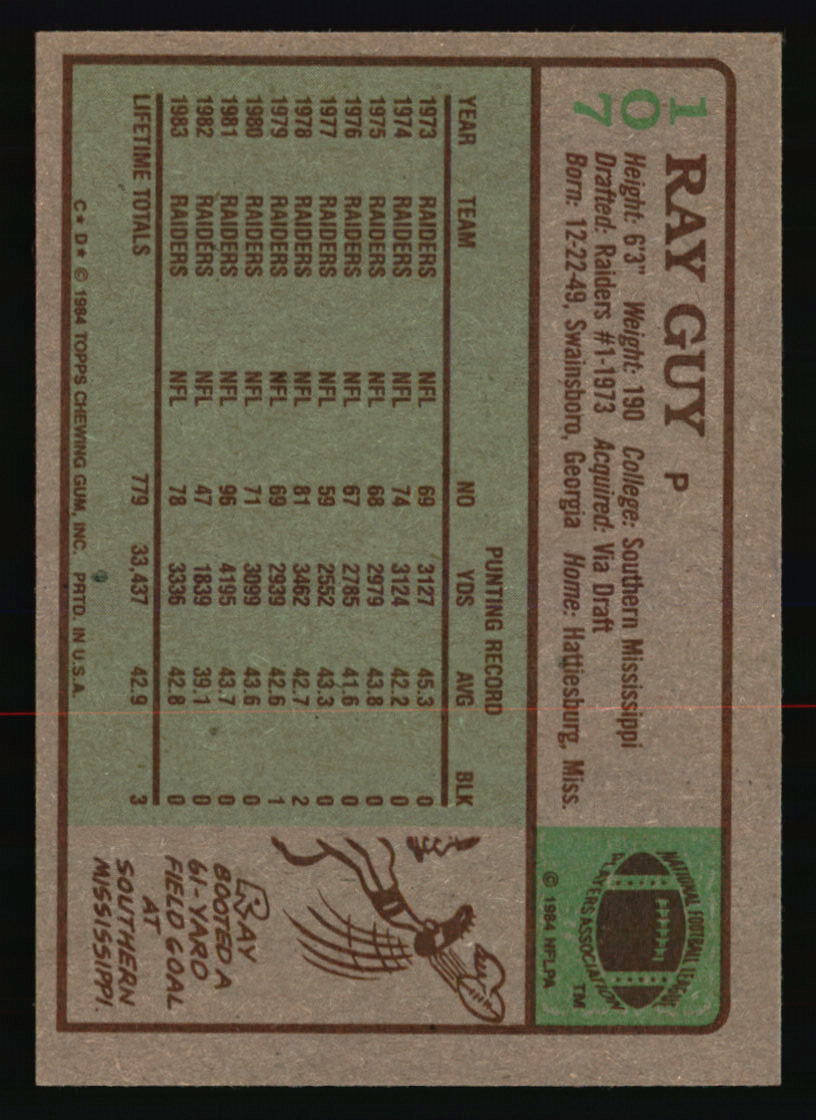 107
RAY GUY P
Height: 6'3" Weight: 190 College: Southern Mississippi
Drafted: Raiders #1-1973 Acquired: Via Draft
Born: 12-22-49, Swainsboro, Georgia Home: Hattiesburg, Miss.
NATIONAL FOOTBALL LEAGUE
PLAYERS ASSOCIATION
TM
© 1984 NFLPA
PUNTING RECORD
YEAR TEAM NO YDS AVG BLK
1973 RAIDERS NFL 69 3127 45.3 0
1974 RAIDERS NFL 74 3124 42.2 0
1975 RAIDERS NFL 68 2979 43.8 0
1976 RAIDERS NFL 67 2785 41.6 0
1977 RAIDERS NFL 59 2552 43.3 0
1978 RAIDERS NFL 81 3462 42.7 2
1979 RAIDERS NFL 69 2939 42.6 1
1980 RAIDERS NFL 71 3099 43.6 0
1981 RAIDERS NFL 96 4195 43.7 0
1982 RAIDERS NFL 47 1839 39.1 0
1983 RAIDERS NFL 78 3336 42.8 0
LIFETIME TOTALS 779 33,437 42.9 3
C* D* © 1984 TOPPS CHEWING GUM, INC. PRTD. IN U.S.A.
RAY
BOOTED A
61-YARD
FIELD GOAL
AT
SOUTHERN
MISSISSIPPI.